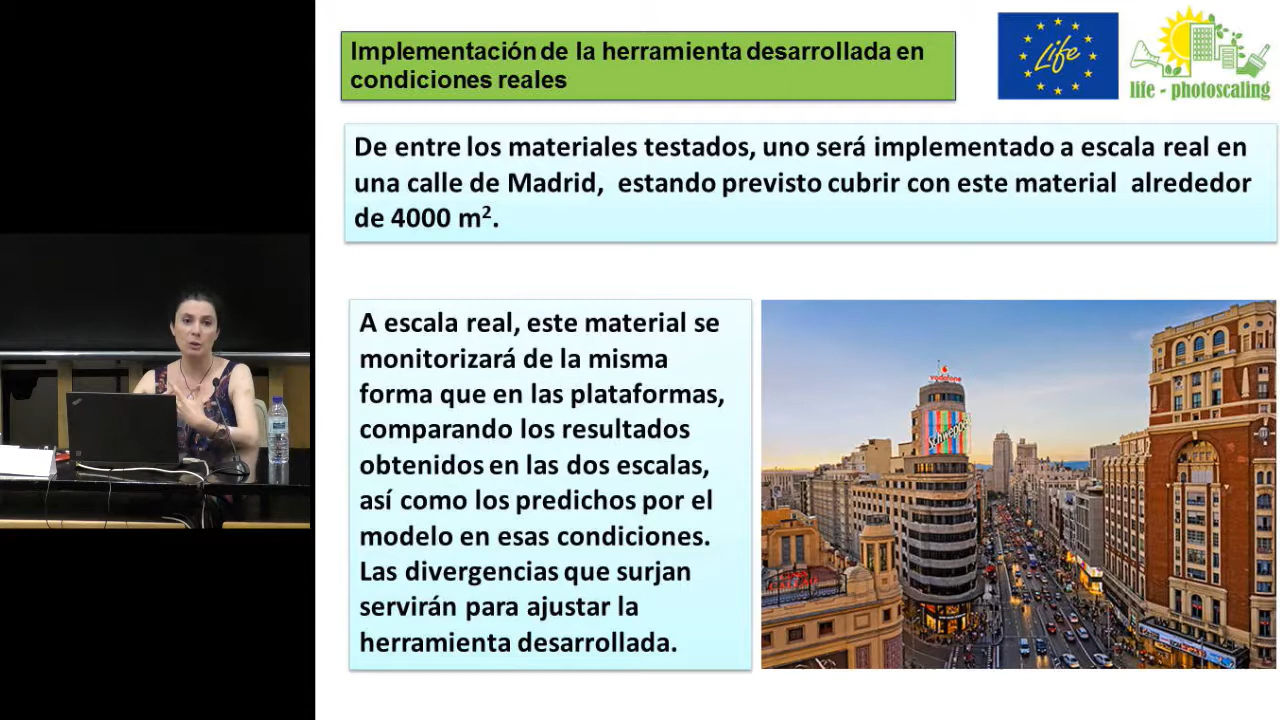 Implementación de la herramienta desarrollada en
condiciones reales
Life
life - photoscaling
De entre los materiales testados, uno será implementado a escala real en
una calle de Madrid, estando previsto cubrir con este material alrededor
de 4000 m².
A escala real, este material se
monitorizará de la misma
forma que en las plataformas,
comparando los resultados
obtenidos en las dos escalas,
así como los predichos por el
modelo en esas condiciones.
Las divergencias que surjan
servirán para ajustar la
herramienta desarrollada.
vodafone
Schweppes